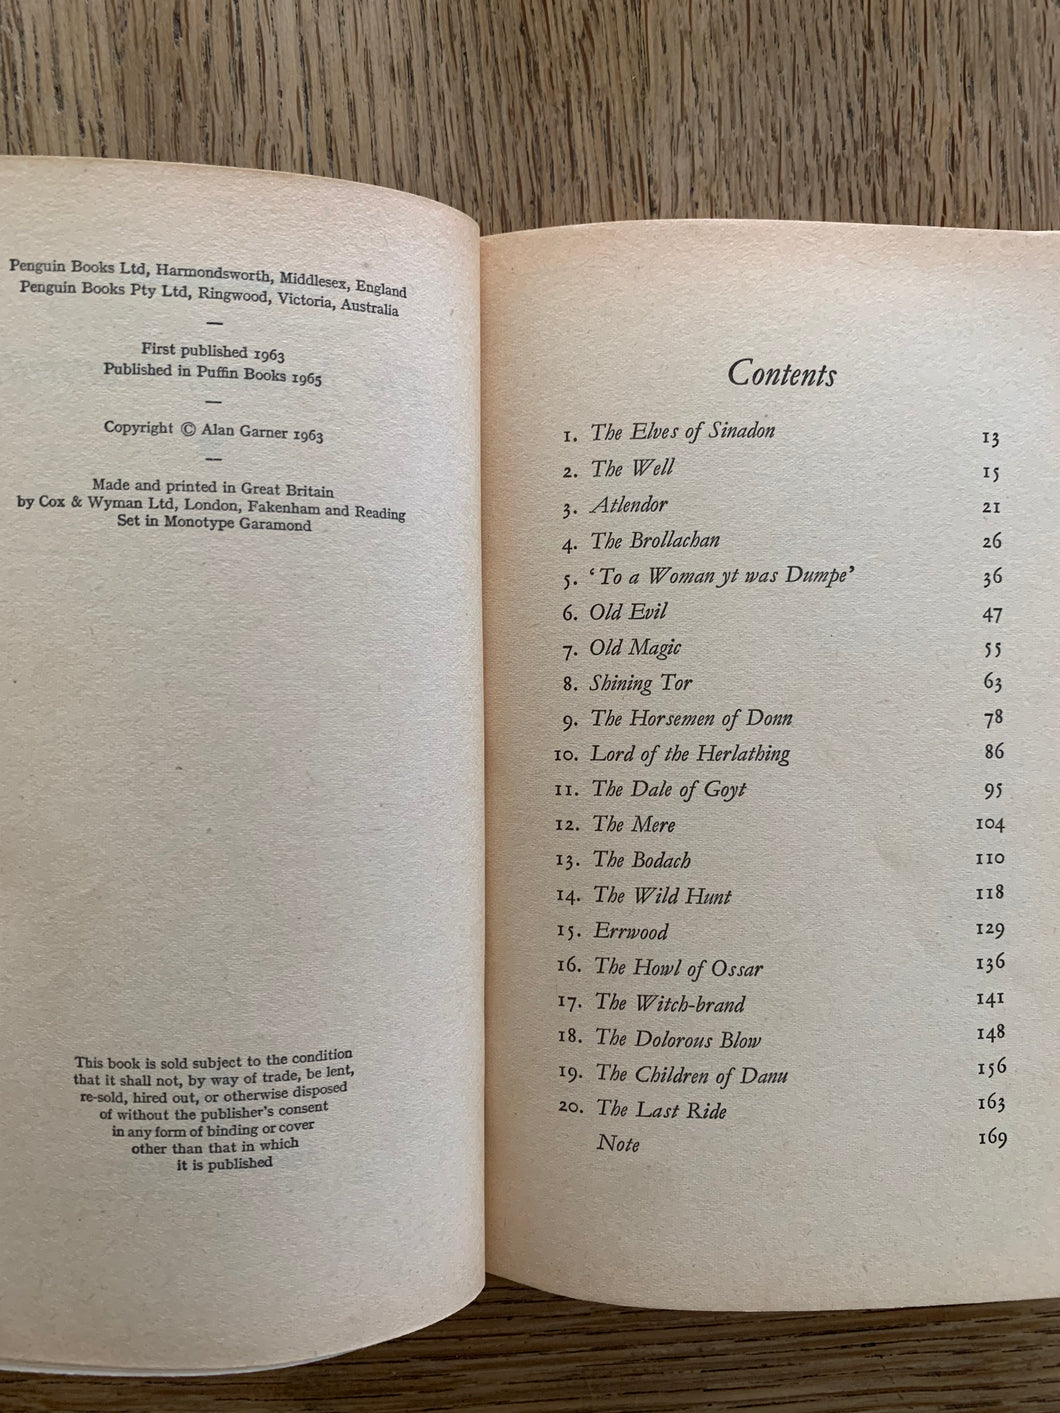 Penguin Books Ltd, Harmondsworth, Middlesex, England
Penguin Books Pty Ltd, Ringwood, Victoria, Australia
—
First published 1963
Published in Puffin Books 1965
—
Copyright © Alan Garner 1963
—
Made and printed in Great Britain
by Cox & Wyman Ltd, London, Fakenham and Reading
Set in Monotype Garamond
This book is sold subject to the condition
that it shall not, by way of trade, be lent,
re-sold, hired out, or otherwise disposed
of without the publisher's consent
in any form of binding or cover
other than that in which
it is published
Contents
1. The Elves of Sinadon 13
2. The Well 15
3. Atlendor 21
4. The Brollachan 26
5. ‘To a Woman yt was Dumpe’ 36
6. Old Evil 47
7. Old Magic 55
8. Shining Tor 63
9. The Horsemen of Donn 78
10. Lord of the Herlathing 86
11. The Dale of Goyt 95
12. The Mere 104
13. The Bodach 110
14. The Wild Hunt 118
15. Errwood 129
16. The Howl of Ossar 136
17. The Witch-brand 141
18. The Dolorous Blow 148
19. The Children of Danu 156
20. The Last Ride 163
Note 169